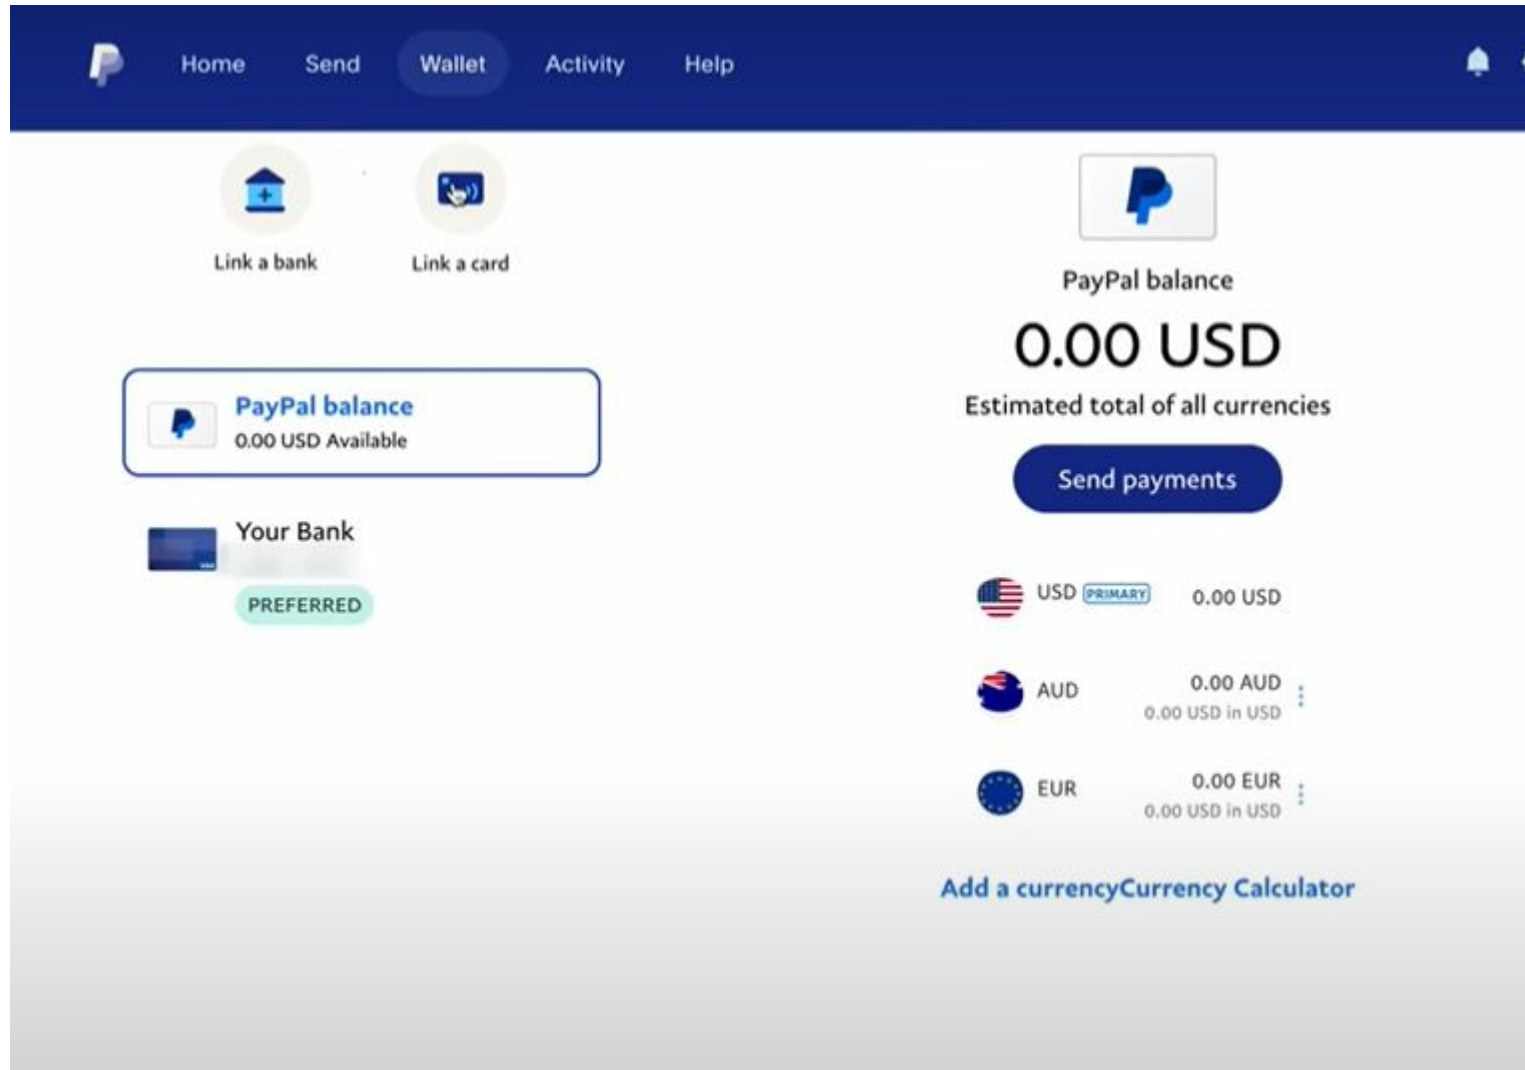 Home Send Wallet Activity Help
Link a bank
Link a card
PayPal balance
0.00 USD Available
Your Bank
PREFERRED
PayPal balance
0.00 USD
Estimated total of all currencies
Send payments
USD PRIMARY 0.00 USD
AUD 0.00 AUD
0.00 USD in USD
EUR 0.00 EUR
0.00 USD in USD
Add a currencyCurrency Calculator